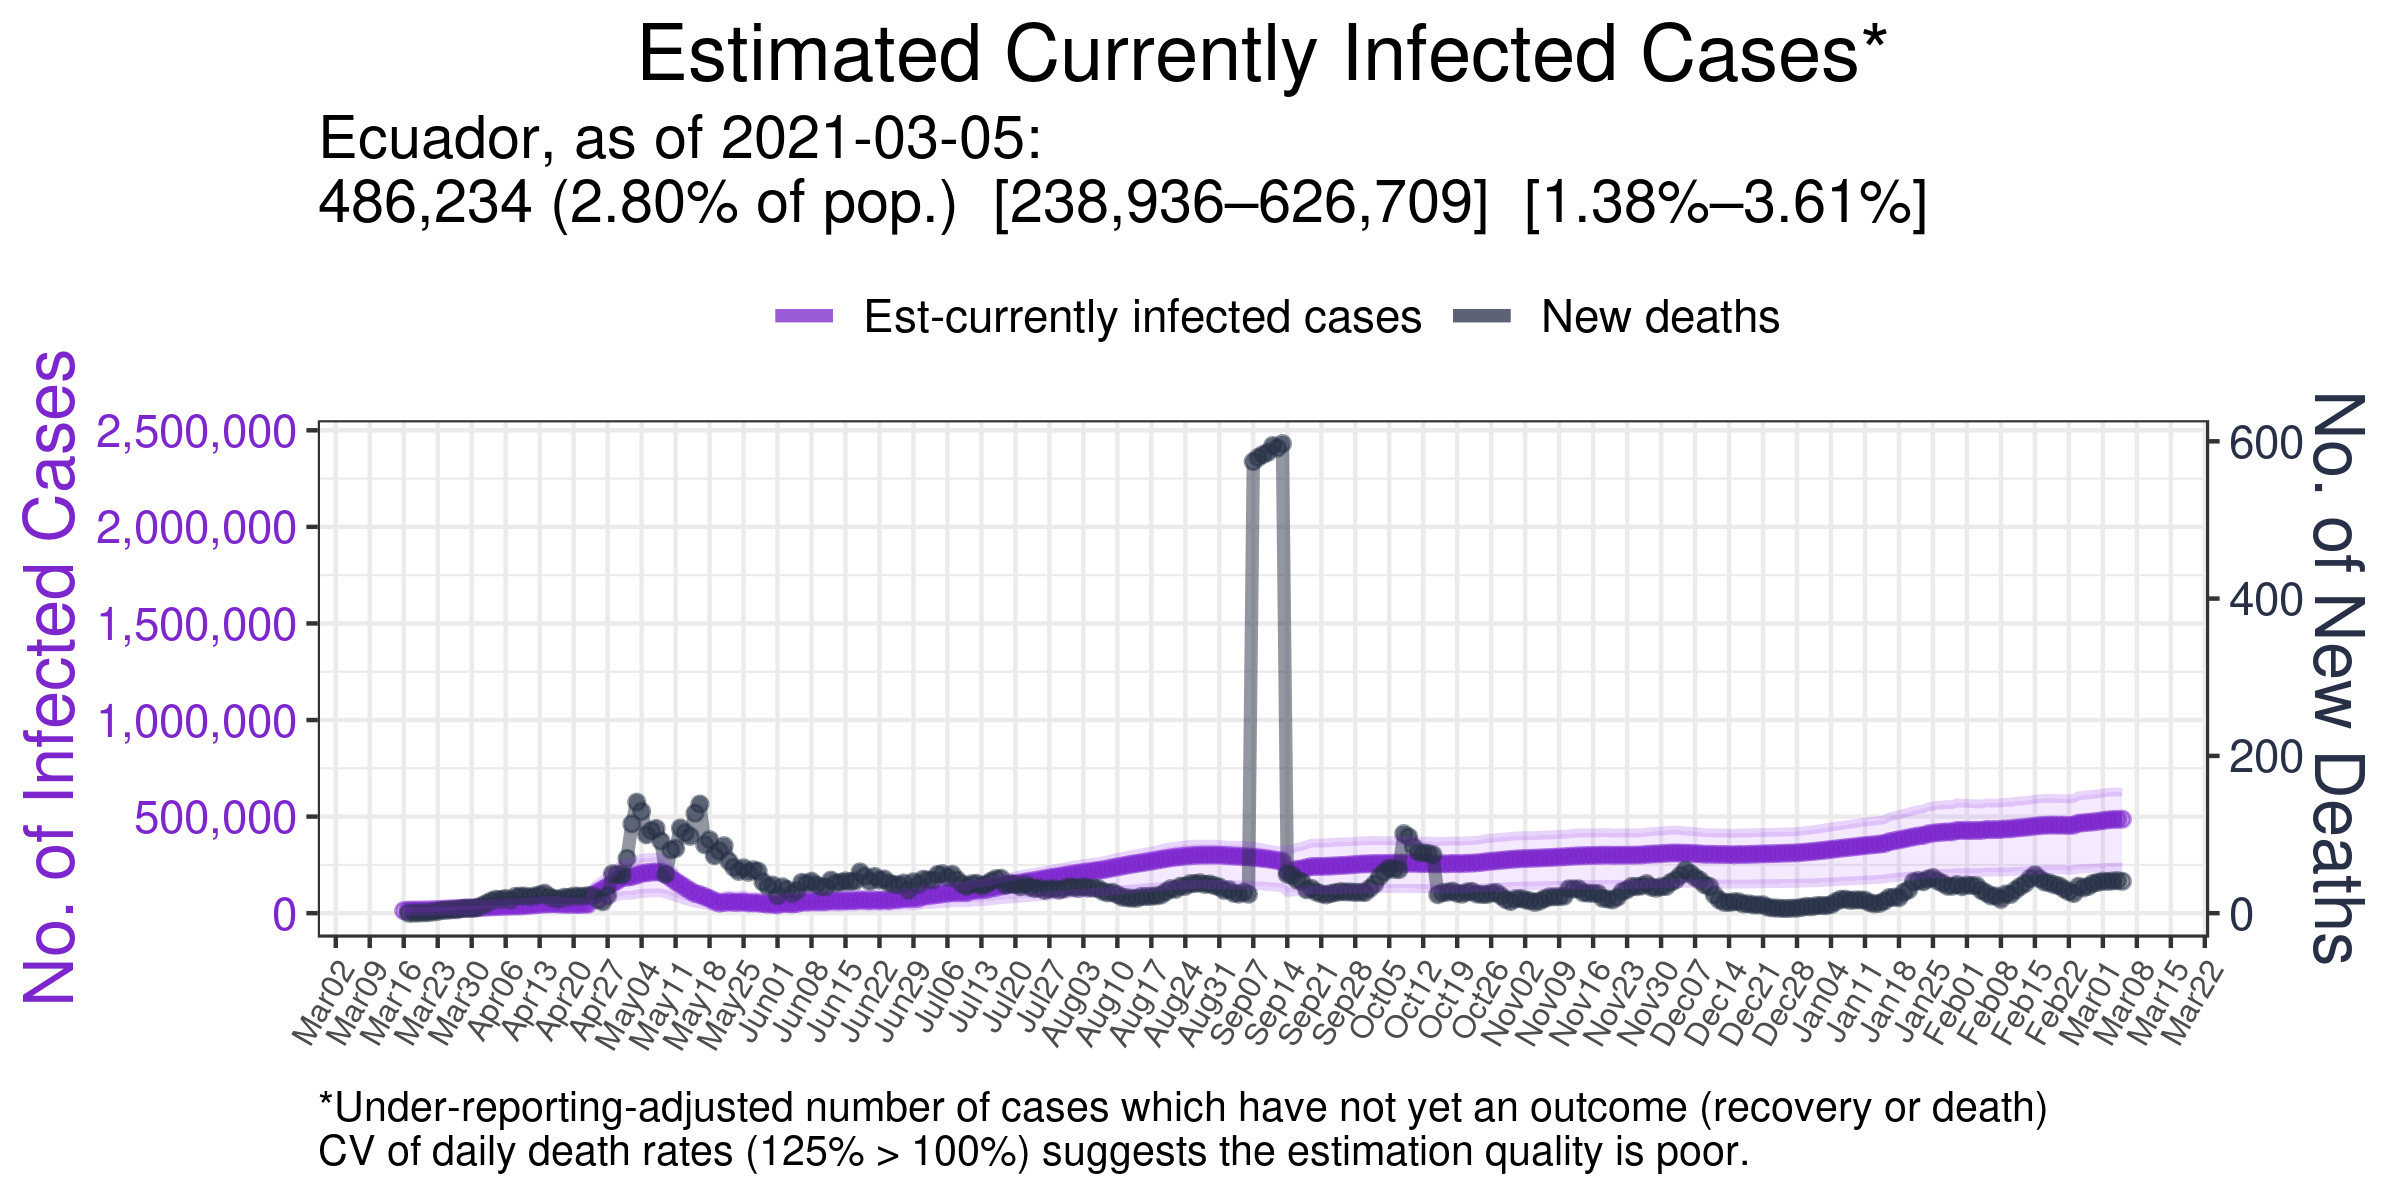 Estimated Currently Infected Cases*
Ecuador, as of 2021-03-05:
486,234 (2.80% of pop.) [238,936–626,709] [1.38%–3.61%]
Est-currently infected cases New deaths
No. of Infected Cases
2,500,000
2,000,000
1,500,000
1,000,000
500,000
0
600
400
200
0
No. of New Deaths
Mar02 Mar09 Mar16 Mar23 Mar30 Apr06 Apr13 Apr20 Apr27 May04 May11 May18 May25 Jun01 Jun08 Jun15 Jun22 Jun29 Jul06 Jul13 Jul20 Jul27 Aug03 Aug10 Aug17 Aug24 Aug31 Sep07 Sep14 Sep21 Sep28 Oct05 Oct12 Oct19 Oct26 Nov02 Nov09 Nov16 Nov23 Nov30 Dec07 Dec14 Dec21 Dec28 Jan04 Jan11 Jan18 Jan25 Feb01 Feb08 Feb15 Feb22 Mar01 Mar08 Mar15 Mar22
*Under-reporting-adjusted number of cases which have not yet an outcome (recovery or death)
CV of daily death rates (125% > 100%) suggests the estimation quality is poor.